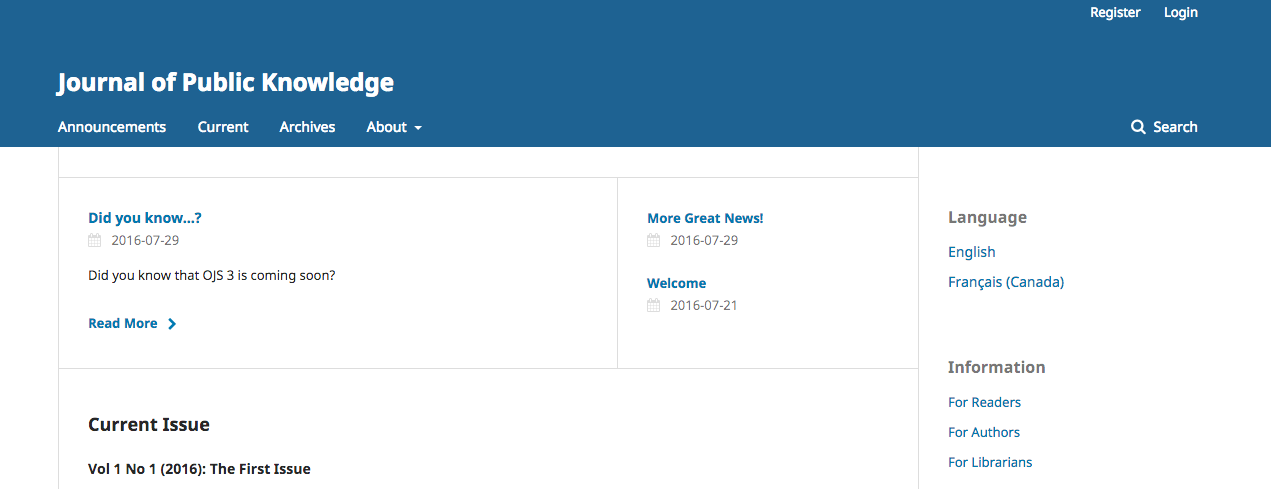 Register Login
Journal of Public Knowledge
Announcements Current Archives About
Search
Did you know...?
2016-07-29
Did you know that OJS 3 is coming soon?
Read More
More Great News!
2016-07-29
Welcome
2016-07-21
Current Issue
Vol 1 No 1 (2016): The First Issue
Language
English
Français (Canada)
Information
For Readers
For Authors
For Librarians